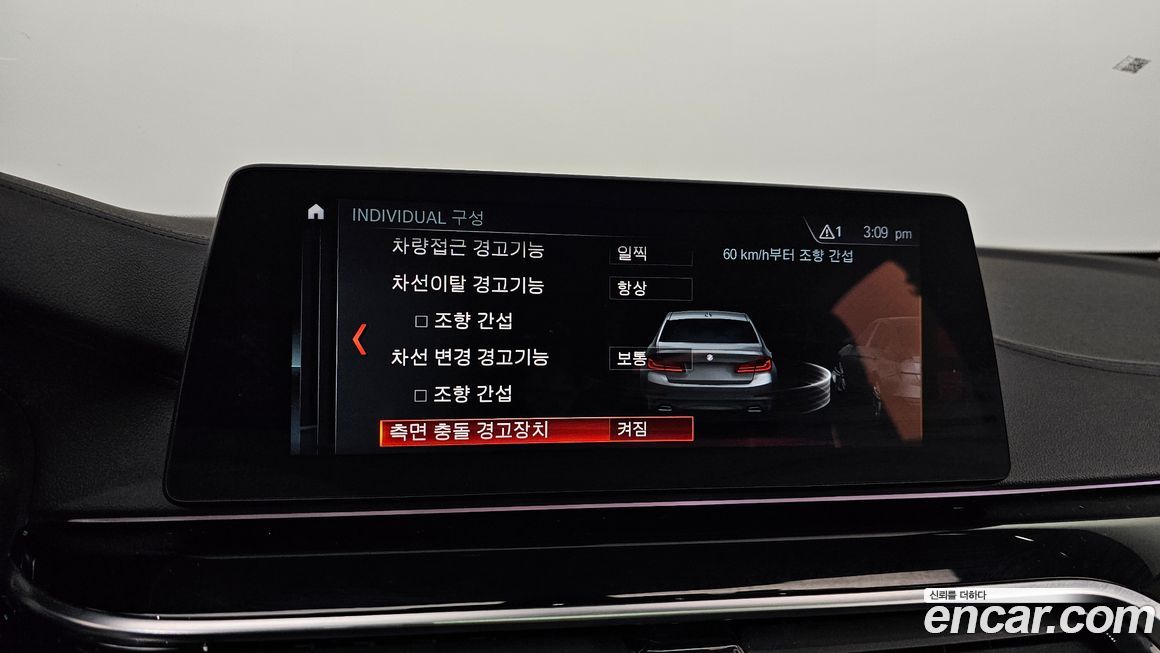 INDIVIDUAL 구성
1 3:09 pm
차량접근 경고기능 일찍
60 km/h부터 조향 간섭
차선이탈 경고기능 항상
조향 간섭
차선 변경 경고기능 보통
조향 간섭
측면 충돌 경고장치 켜짐
신뢰를 더하다
encar.com